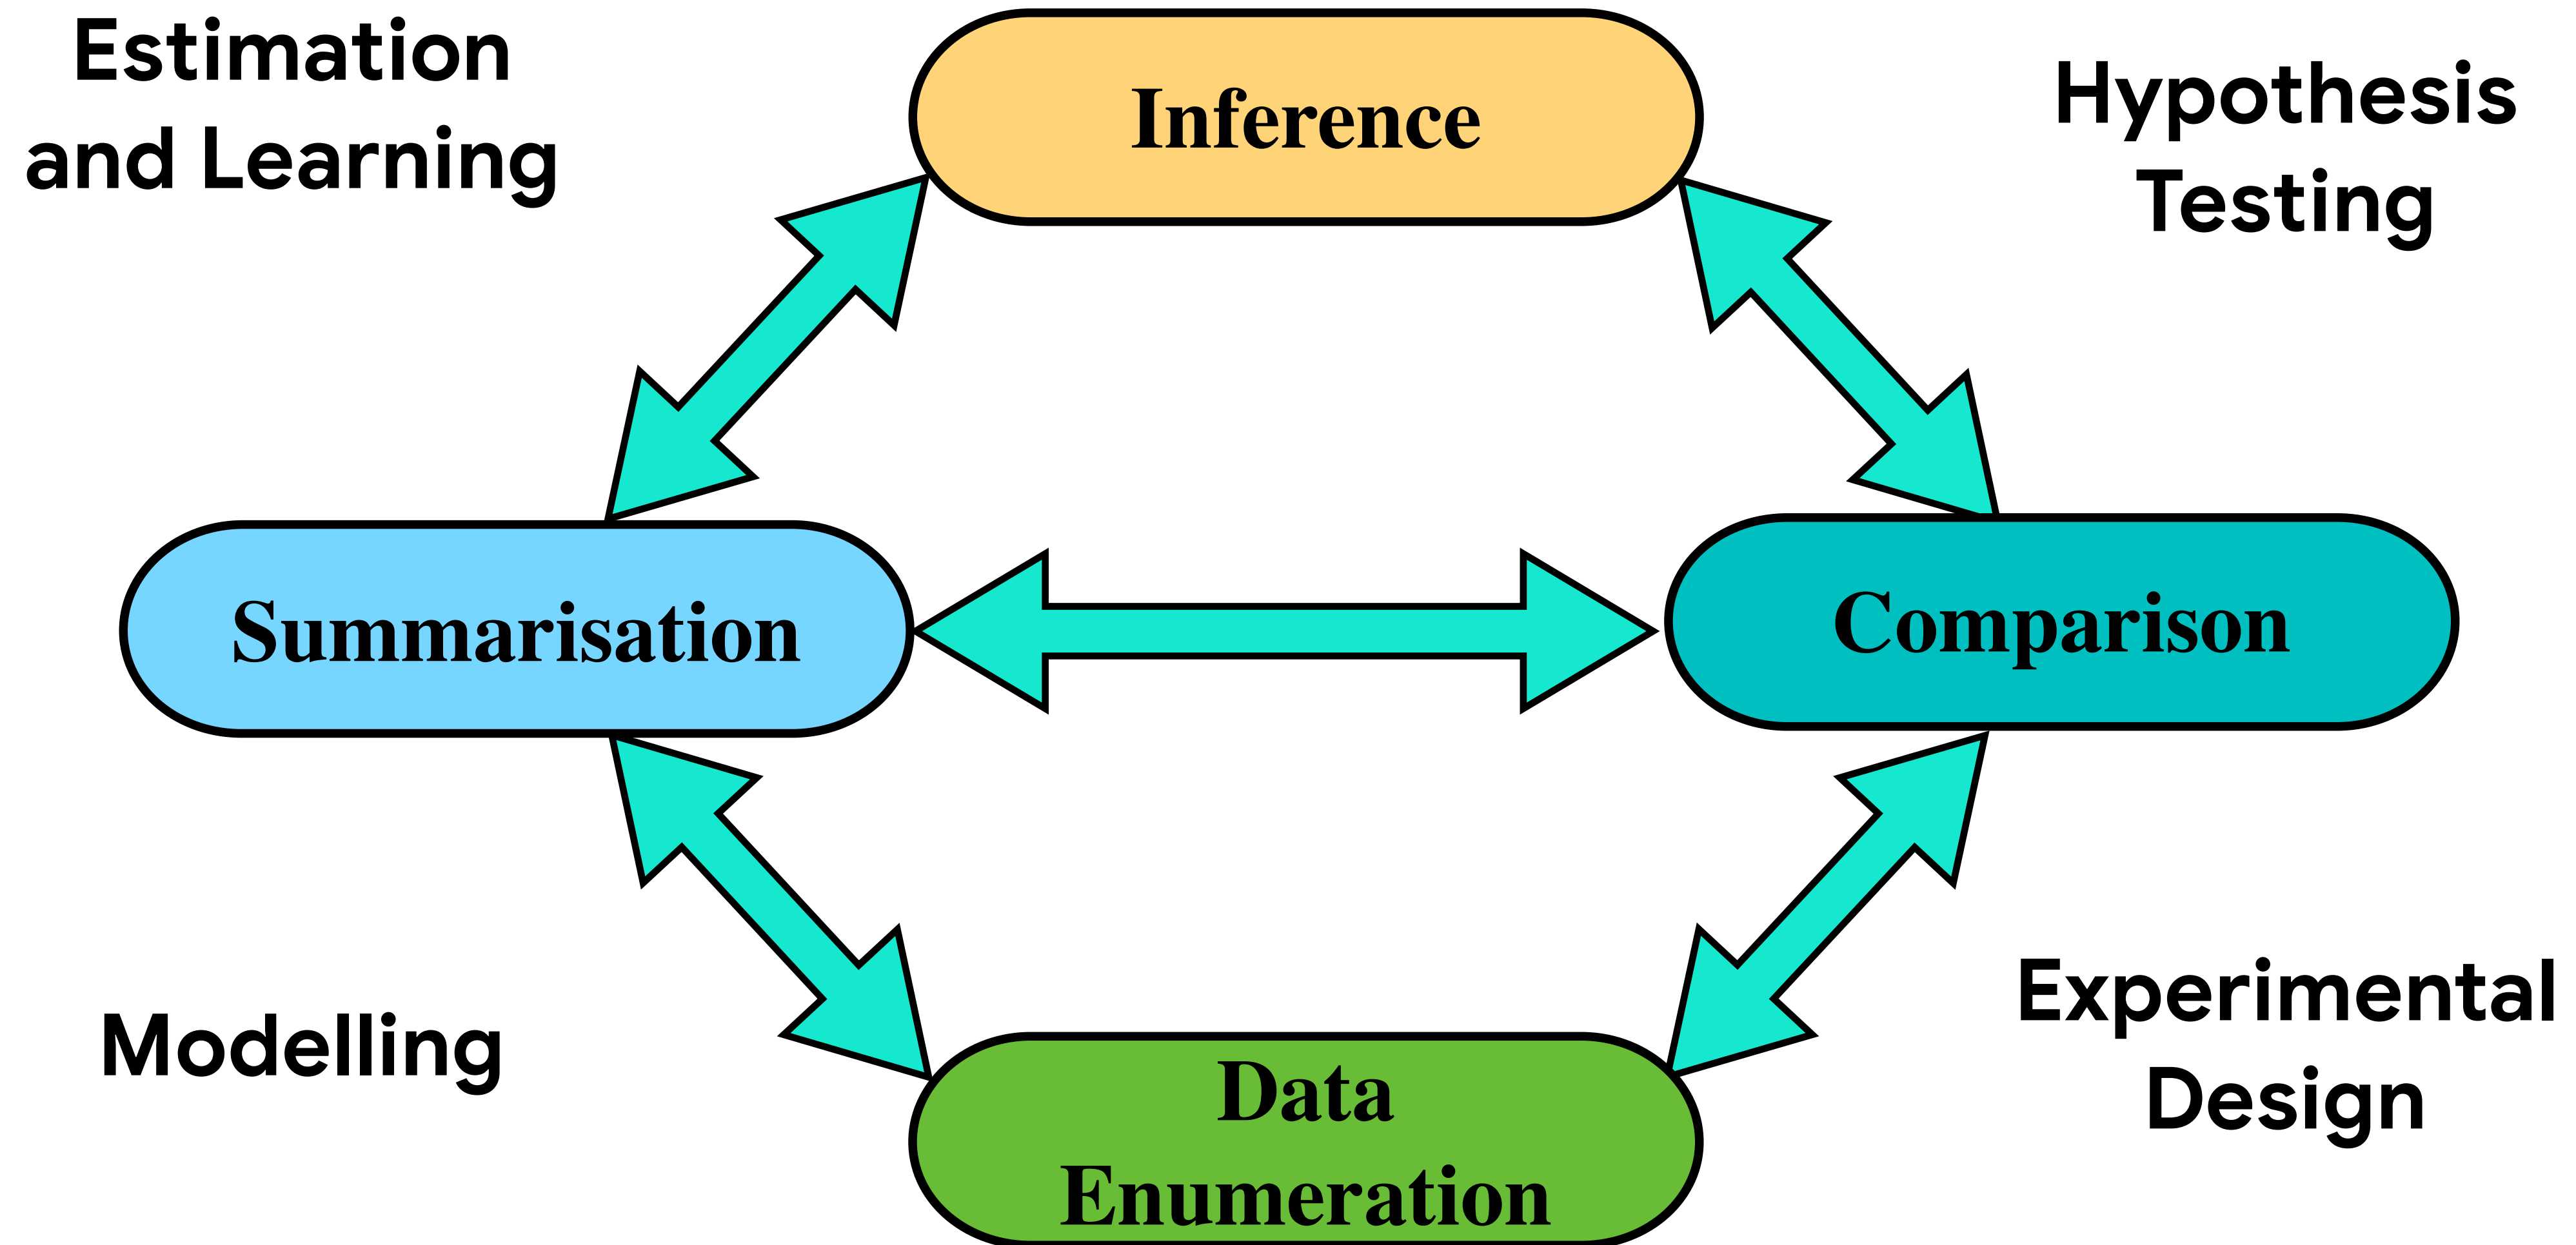 Estimation
and Learning
Inference
Hypothesis
Testing
Summarisation
Comparison
Modelling
Data
Enumeration
Experimental
Design